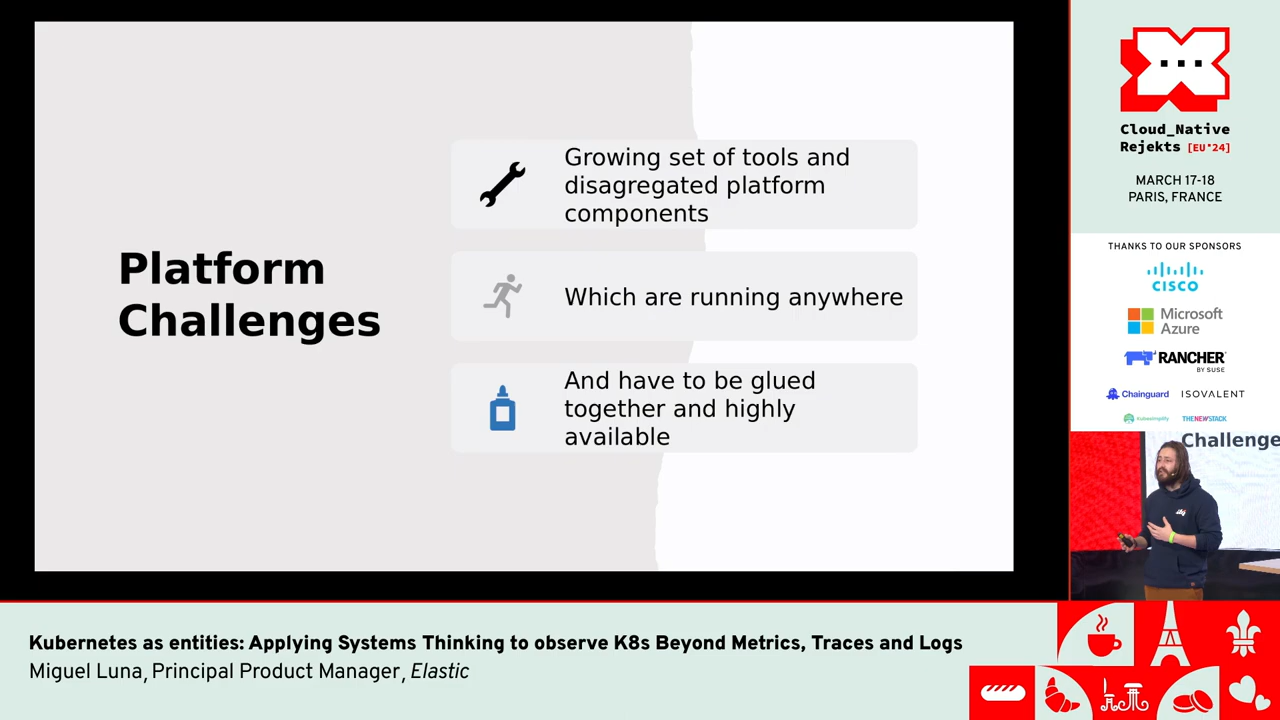 Platform
Challenges
Growing set of tools and
disagregated platform
components
Which are running anywhere
And have to be glued
together and highly
available
Cloud_Native
Rejekts [EU*24]
MARCH 17-18
PARIS, FRANCE
THANKS TO OUR SPONSORS
CISCO
Microsoft
Azure
RANCHER
BY SUSE
Chainguard
ISOVALENT
Kubesimplify
THENEWSTACK
Challenge
Kubernetes as entities: Applying Systems Thinking to observe K8s Beyond Metrics, Traces and Logs
Miguel Luna, Principal Product Manager, Elastic